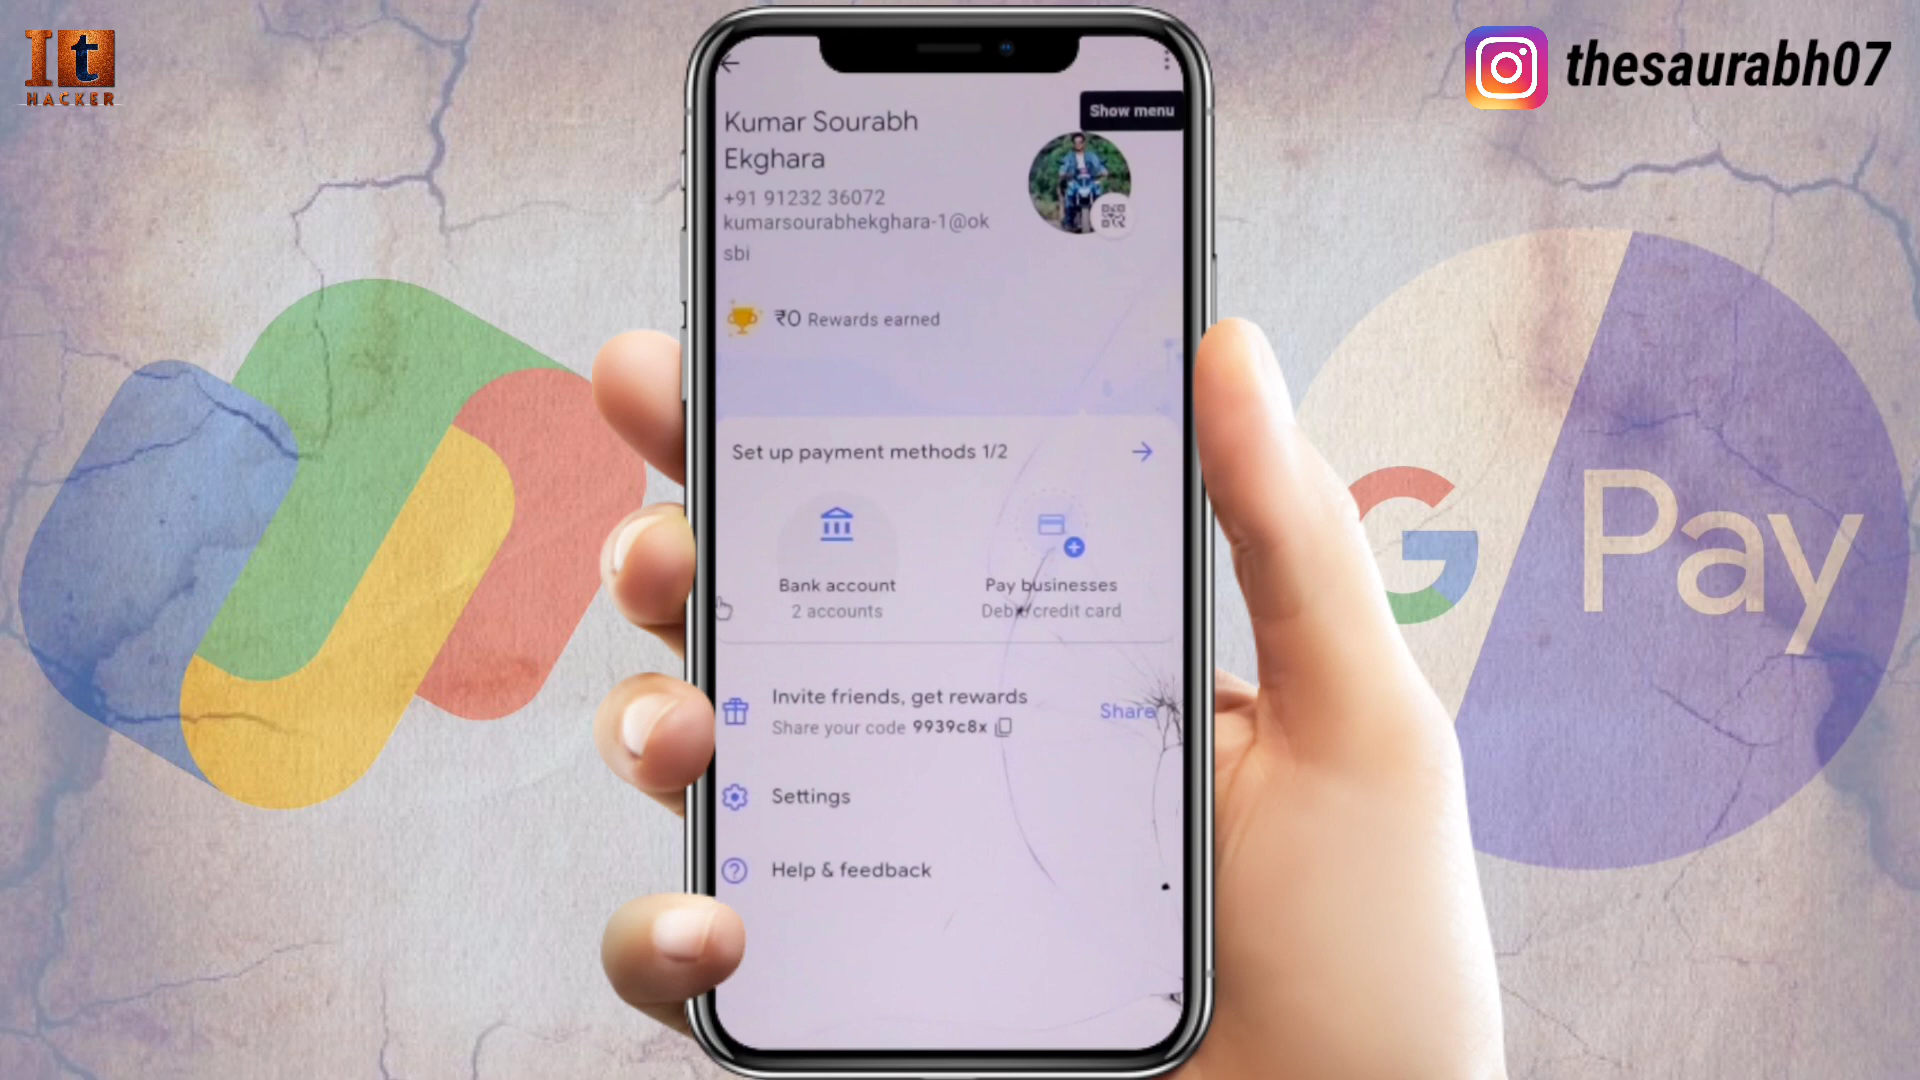 It
HACKER
thesaurabh07
Show menu
Kumar Sourabh
Ekghara
+91 91232 36072
kumarsourabhekghara-1@ok
sbi
₹0 Rewards earned
Set up payment methods 1/2
Bank account
2 accounts
Pay businesses
Debit/credit card
Invite friends, get rewards
Share your code 9939c8x
Share
Settings
Help & feedback
G Pay